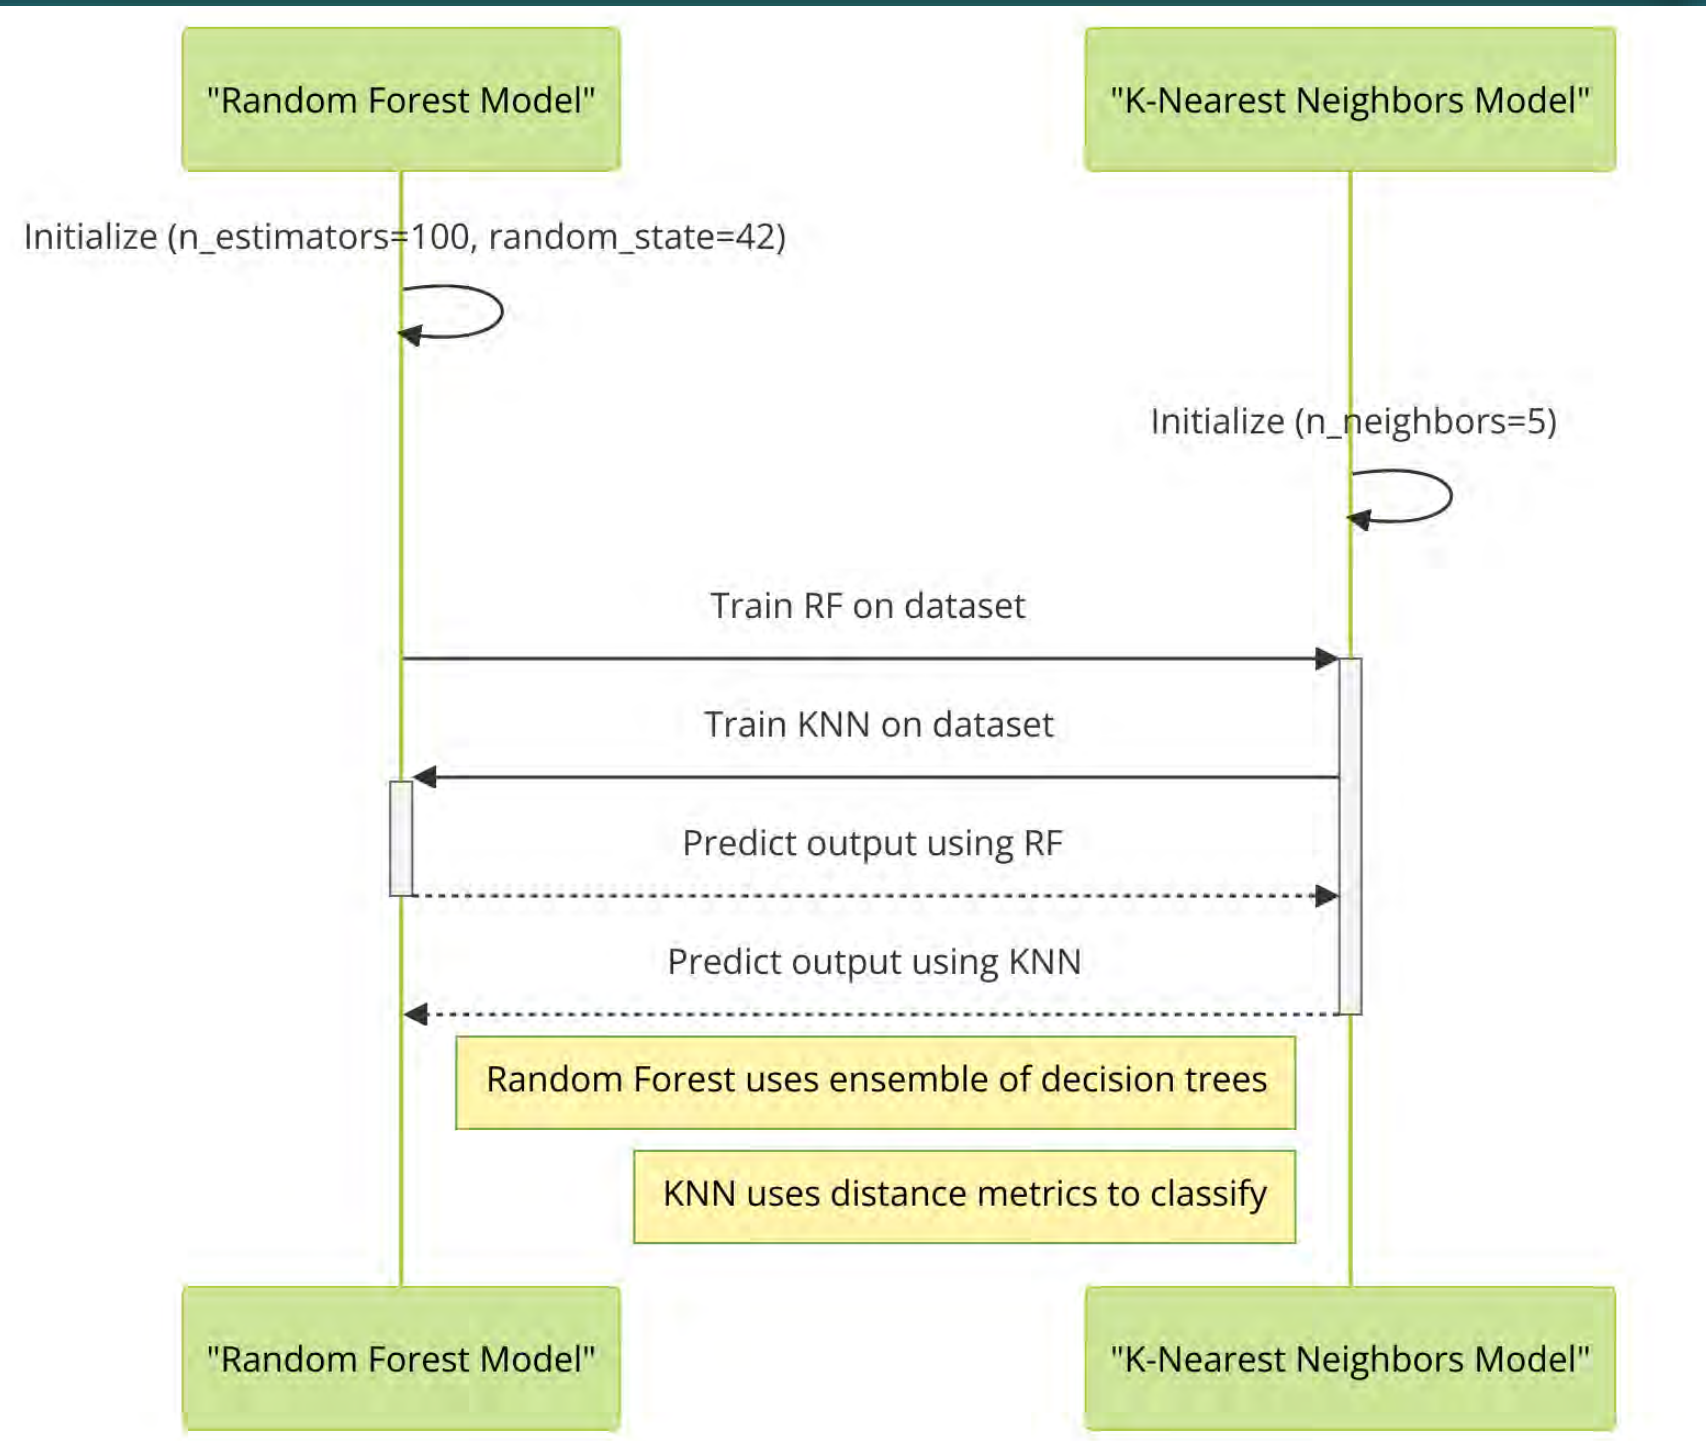 "Random Forest Model"
"K-Nearest Neighbors Model"
Initialize (n_estimators=100, random_state=42)
Initialize (n_neighbors=5)
Train RF on dataset
Train KNN on dataset
Predict output using RF
Predict output using KNN
Random Forest uses ensemble of decision trees
KNN uses distance metrics to classify
"Random Forest Model"
"K-Nearest Neighbors Model"